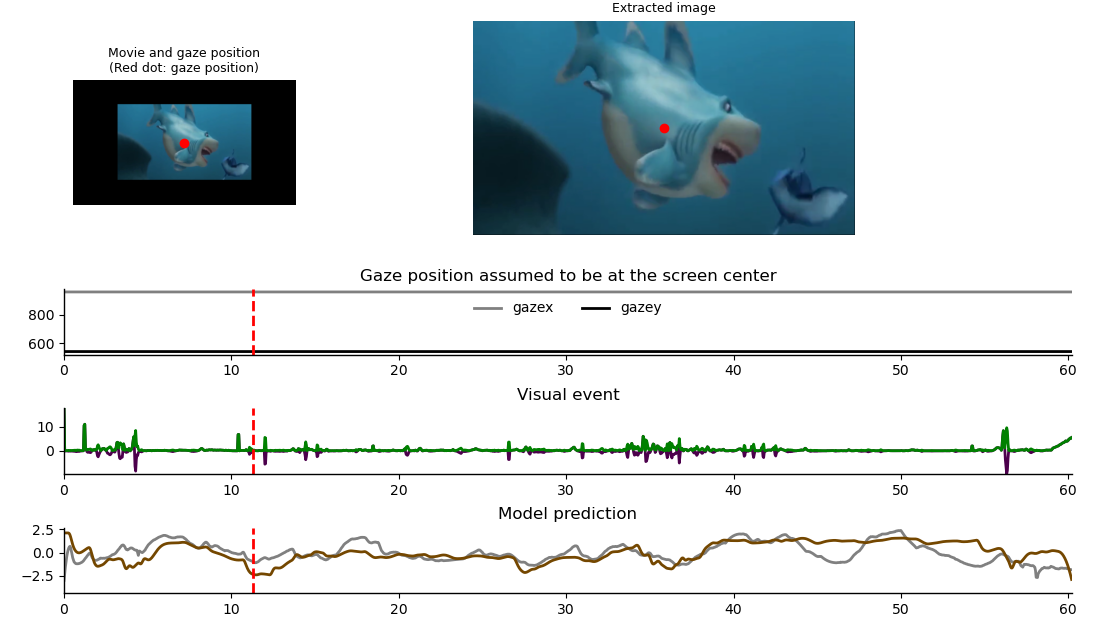 Extracted image
Movie and gaze position
(Red dot: gaze position)
Gaze position assumed to be at the screen center
gazex gazey
800
600
0 10 20 30 40 50 60
Visual event
10
0
0 10 20 30 40 50 60
Model prediction
2.5
0.0
−2.5
0 10 20 30 40 50 60